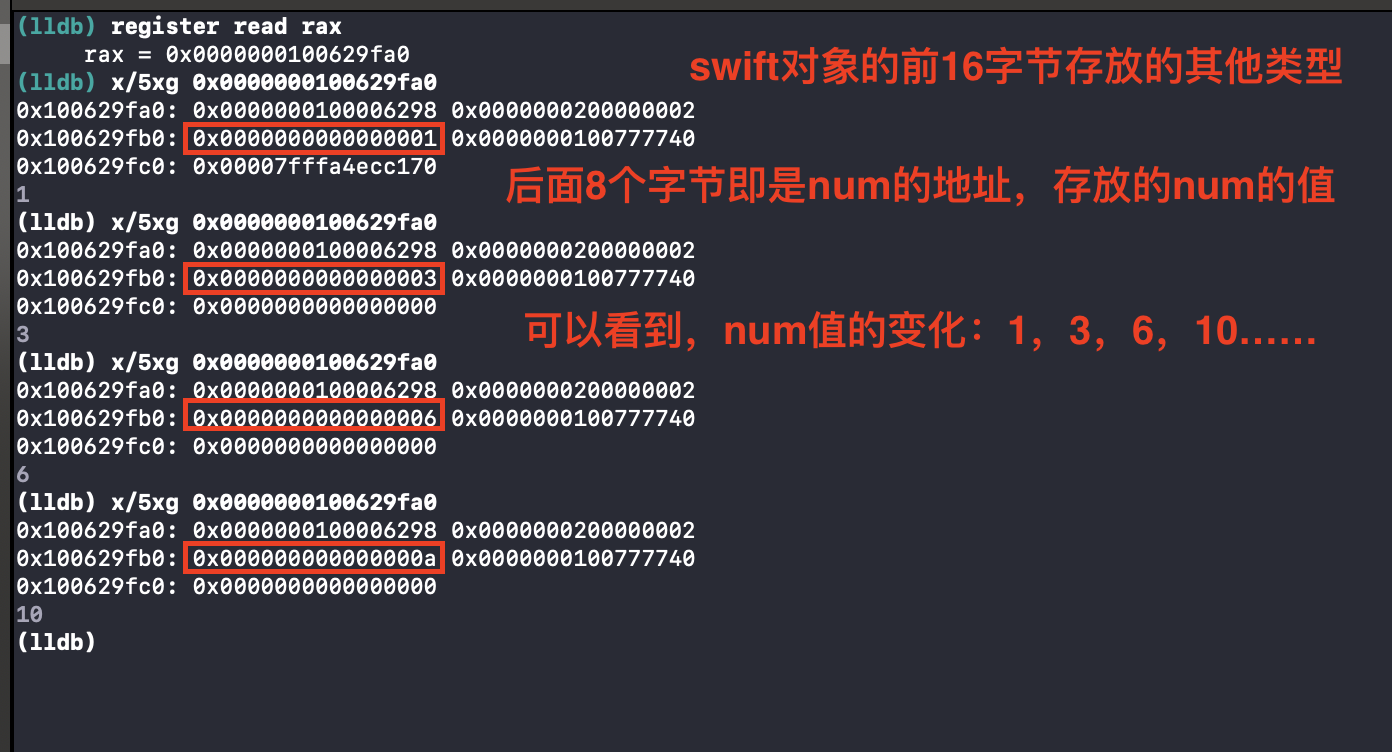 (lldb) register read rax
rax = 0x0000000100629fa0
swift对象的前16字节存放的其他类型
(lldb) x/5xg 0x0000000100629fa0
0x100629fa0: 0x0000000100006298 0x0000000200000002
0x100629fb0: 0x0000000000000001 0x0000000100777740
0x100629fc0: 0x00007fffa4ecc170
后面8个字节即是num的地址，存放的num的值
1
(lldb) x/5xg 0x0000000100629fa0
0x100629fa0: 0x0000000100006298 0x0000000200000002
0x100629fb0: 0x0000000000000003 0x0000000100777740
0x100629fc0: 0x0000000000000000
可以看到，num值的变化：1，3，6，10......
3
(lldb) x/5xg 0x0000000100629fa0
0x100629fa0: 0x0000000100006298 0x0000000200000002
0x100629fb0: 0x0000000000000006 0x0000000100777740
0x100629fc0: 0x0000000000000000
6
(lldb) x/5xg 0x0000000100629fa0
0x100629fa0: 0x0000000100006298 0x0000000200000002
0x100629fb0: 0x000000000000000a 0x0000000100777740
0x100629fc0: 0x0000000000000000
10
(lldb)